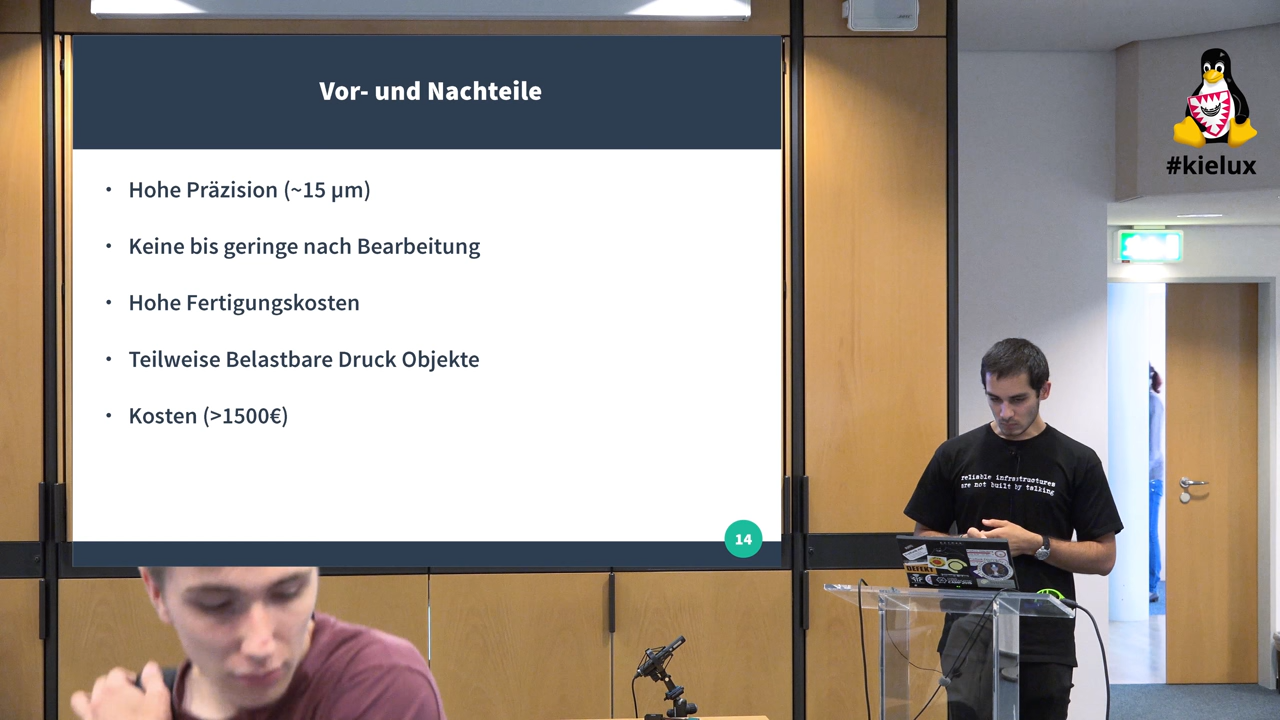 Vor- und Nachteile
• Hohe Präzision (~15 µm)
• Keine bis geringe nach Bearbeitung
• Hohe Fertigungskosten
• Teilweise Belastbare Druck Objekte
• Kosten (>1500€)
14
#kielux
reliable infrastructures
are not built by talking
DEFEKT